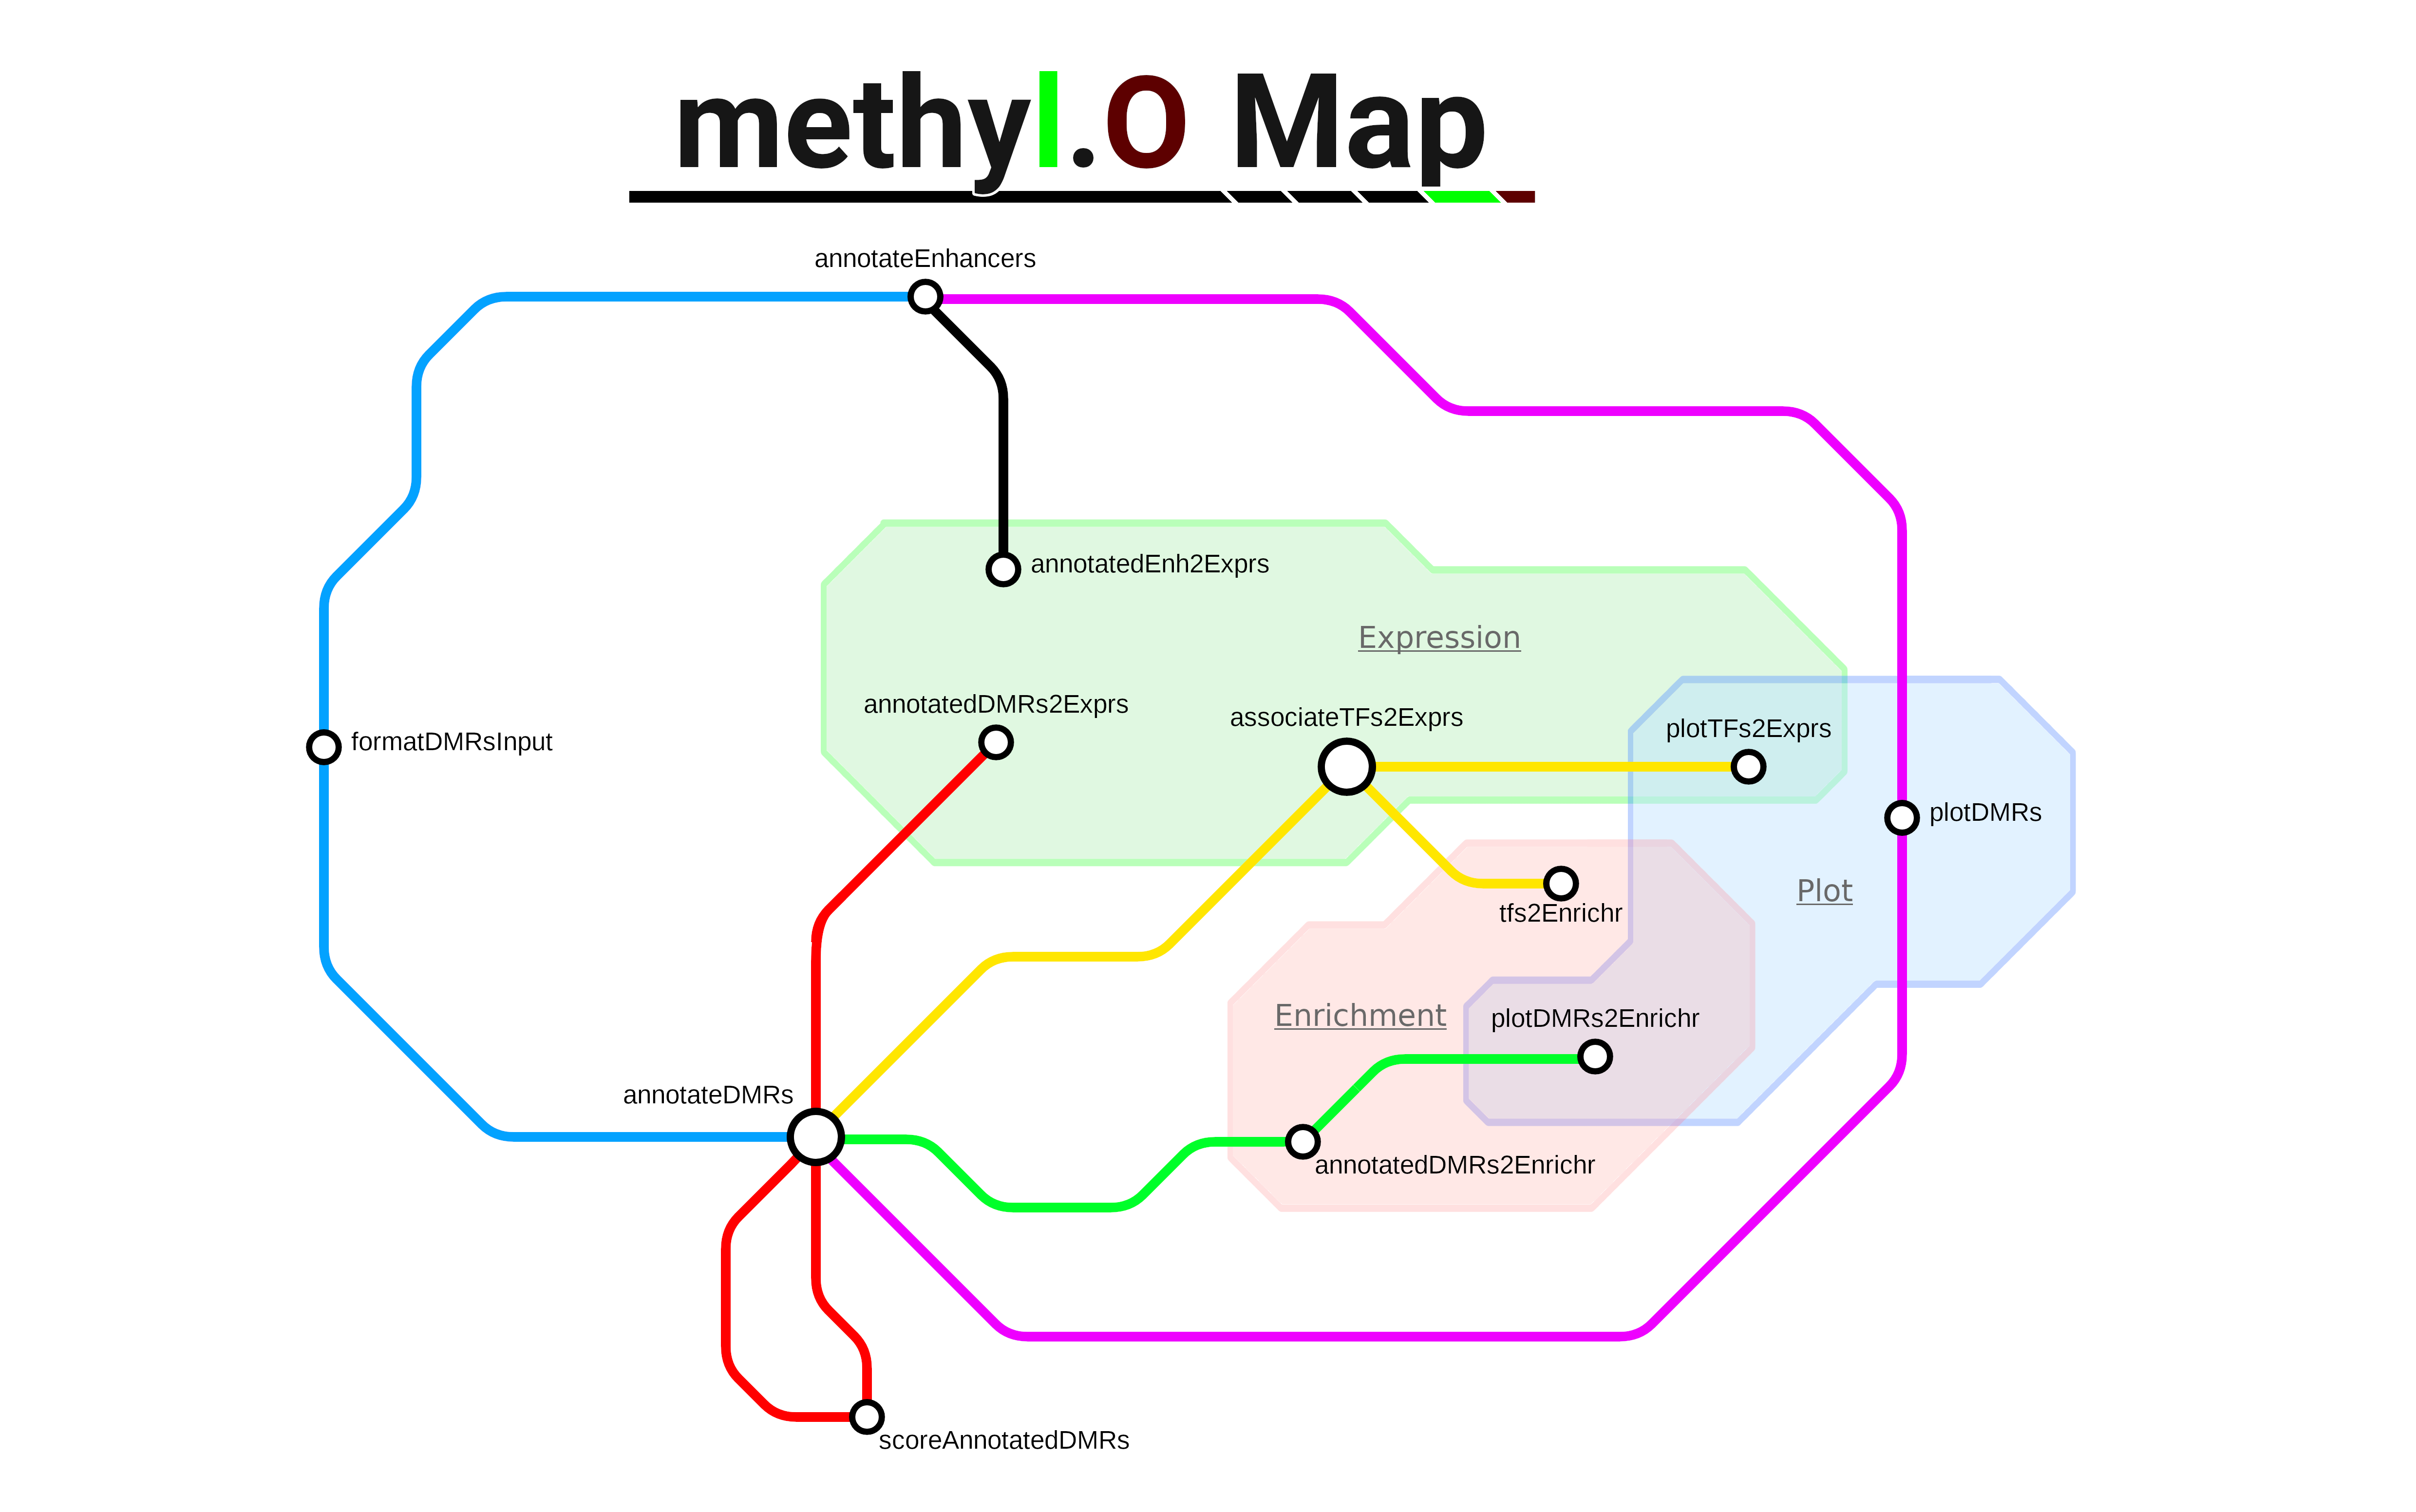 methyl.O Map
annotateEnhancers
annotatedEnh2Exprs
Expression
annotatedDMRs2Exprs
associateTFs2Exprs
plotTFs2Exprs
formatDMRsInput
plotDMRs
Plot
tfs2Enrichr
Enrichment
plotDMRs2Enrichr
annotateDMRs
annotatedDMRs2Enrichr
scoreAnnotatedDMRs